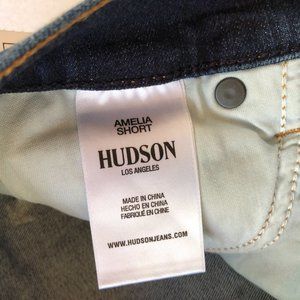 AMELIA
SHORT
HUDSON
LOS ANGELES
MADE IN CHINA
HECHO EN CHINA
FABRIQUÉ EN CHINE
WWW.HUDSONJEANS.COM